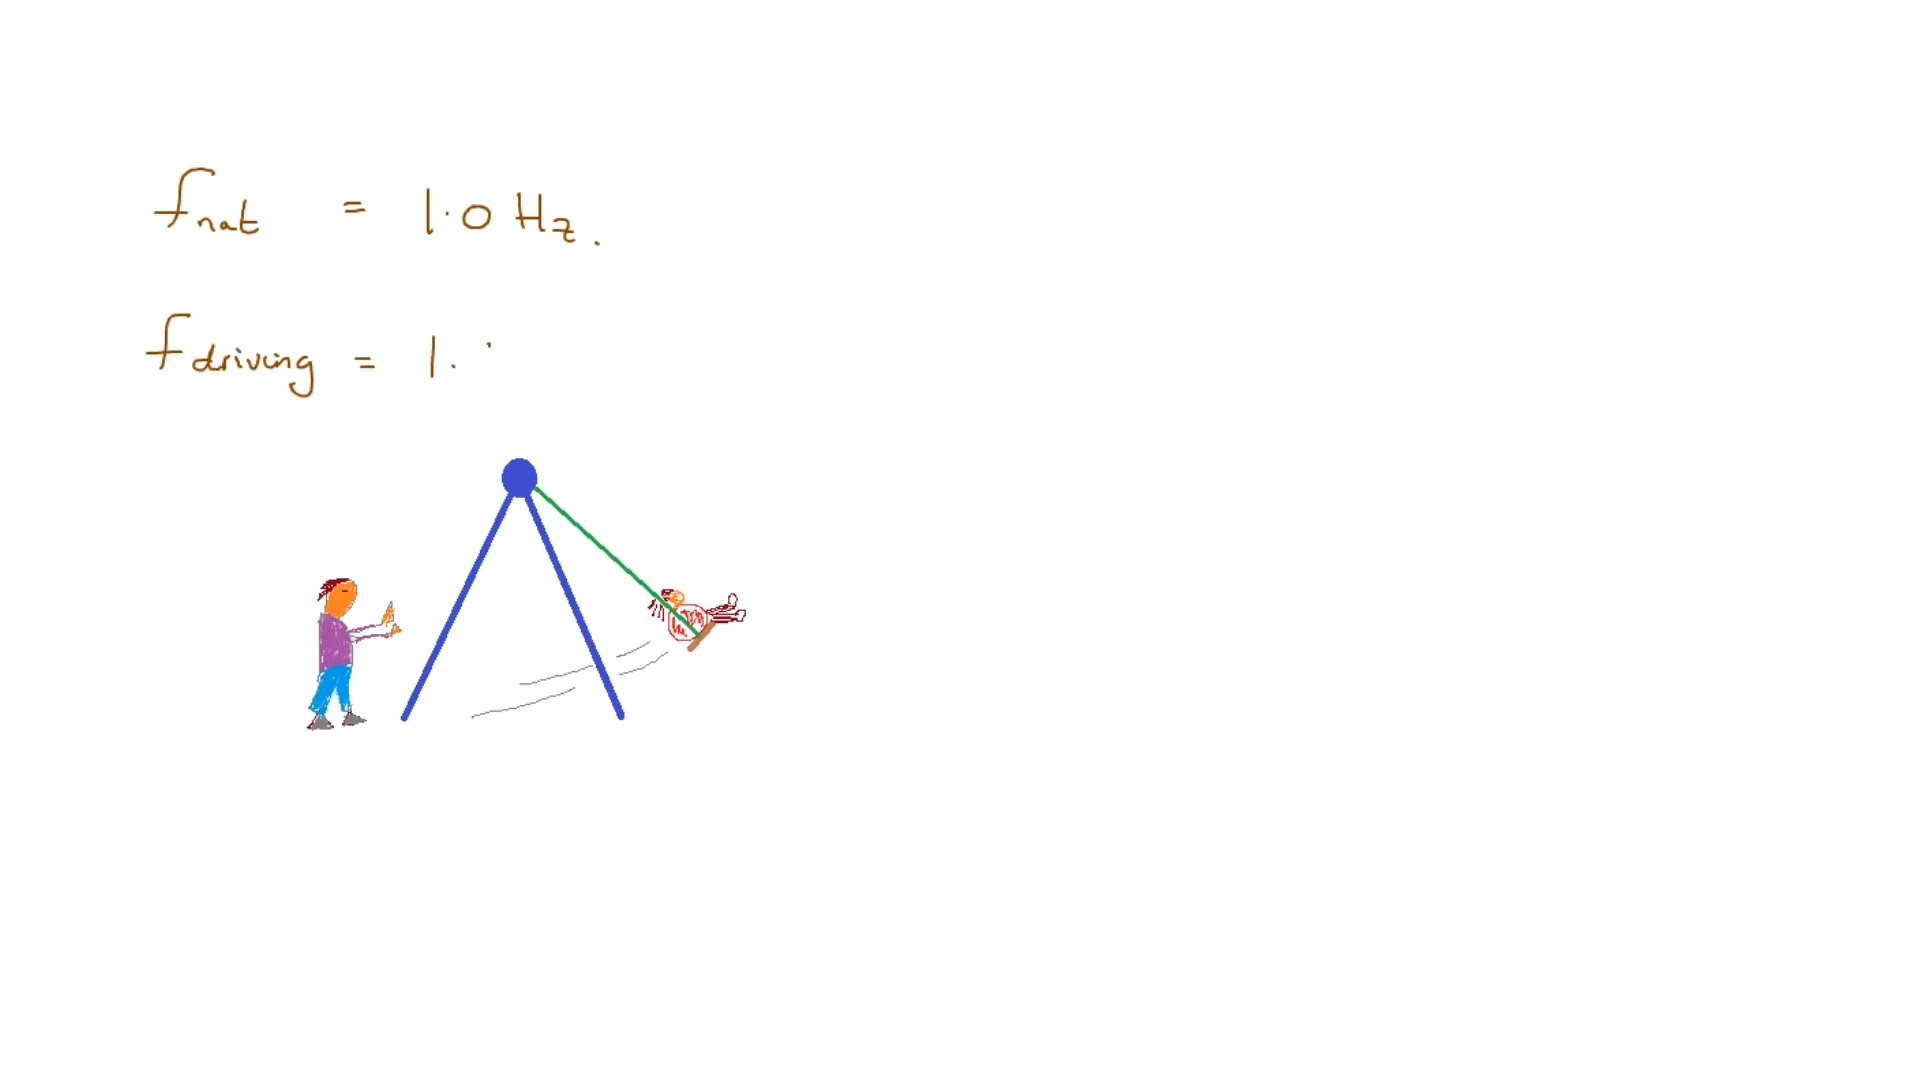 fnat = 1.0 Hz.
fdriving = 1.